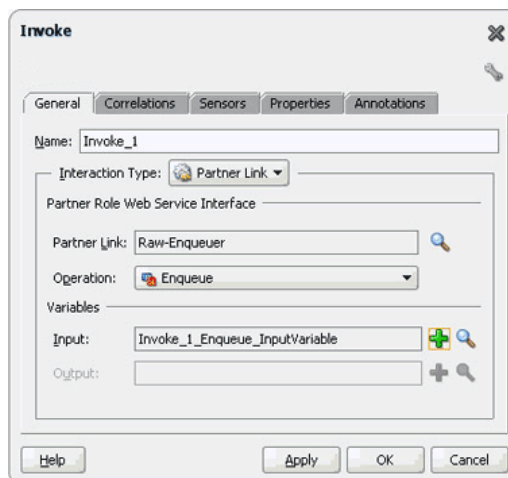 Invoke
General Correlations Sensors Properties Annotations
Name: Invoke_1
Interaction Type: Partner Link
Partner Role Web Service Interface
Partner Link: Raw-Enqueuer
Operation: Enqueue
Variables
Input: Invoke_1_Enqueue_InputVariable
Output:
Help Apply OK Cancel